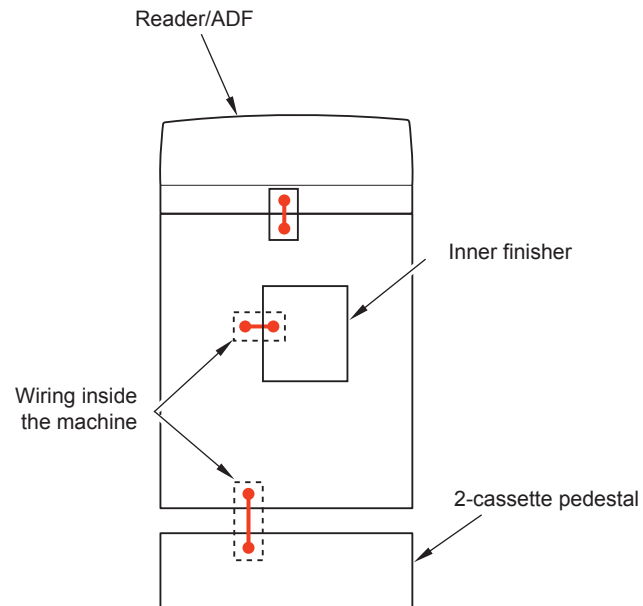 Reader/ADF
Inner finisher
Wiring inside
the machine
2-cassette pedestal